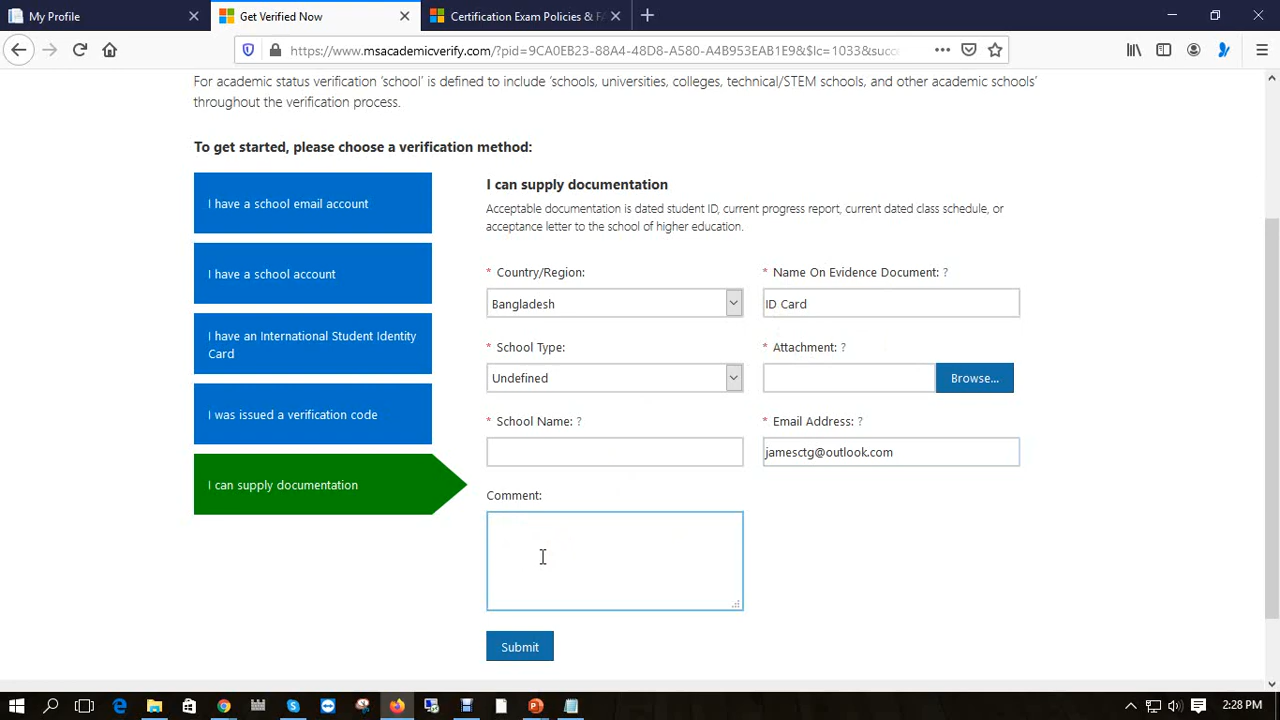 My Profile
Get Verified Now
Certification Exam Policies & FA
https://www.msacademicverify.com/?pid=9CA0EB23-88A4-48D8-A580-A4B953EAB1E9&$lc=1033&succ
For academic status verification 'school' is defined to include 'schools, universities, colleges, technical/STEM schools, and other academic schools'
throughout the verification process.
To get started, please choose a verification method:
I have a school email account
I have a school account
I have an International Student Identity
Card
I was issued a verification code
I can supply documentation
I can supply documentation
Acceptable documentation is dated student ID, current progress report, current dated class schedule, or
acceptance letter to the school of higher education.
* Country/Region:
Bangladesh
* Name On Evidence Document: ?
ID Card
* School Type:
Undefined
* Attachment: ?
Browse...
* School Name: ?
* Email Address: ?
jamesctg@outlook.com
Comment:
Submit
2:28 PM